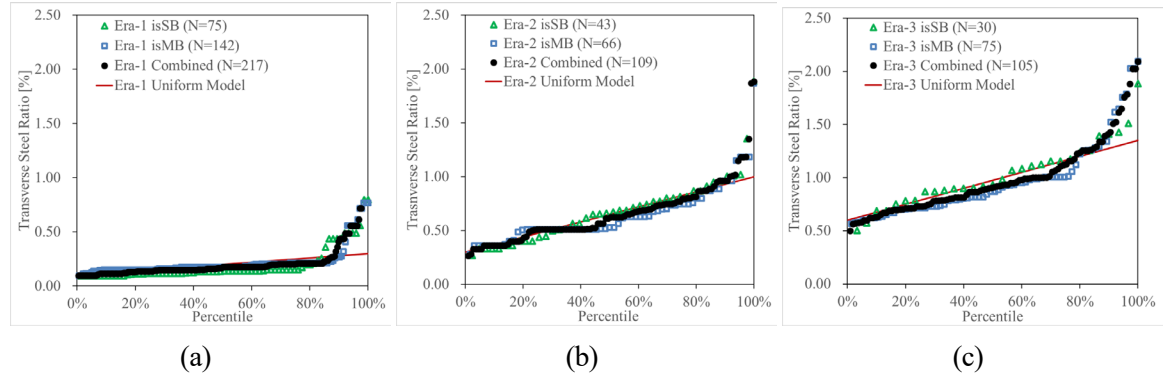 2.50
2.00
1.50
1.00
0.50
0.00
Transverse Steel Ratio [%]
Era-1 isSB (N=75)
Era-1 isMB (N=142)
Era-1 Combined (N=217)
Era-1 Uniform Model
0% 20% 40% 60% 80% 100%
Percentile
(a)
2.50
2.00
1.50
1.00
0.50
0.00
Trasnverse Steel Ratio [%]
Era-2 isSB (N=43)
Era-2 isMB (N=66)
Era-2 Combined (N=109)
Era-2 Uniform Model
0% 20% 40% 60% 80% 100%
Percentile
(b)
2.50
2.00
1.50
1.00
0.50
0.00
Transverse Steel Ratio [%]
Era-3 isSB (N=30)
Era-3 isMB (N=75)
Era-3 Combined (N=105)
Era-3 Uniform Model
0% 20% 40% 60% 80% 100%
Percentile
(c)